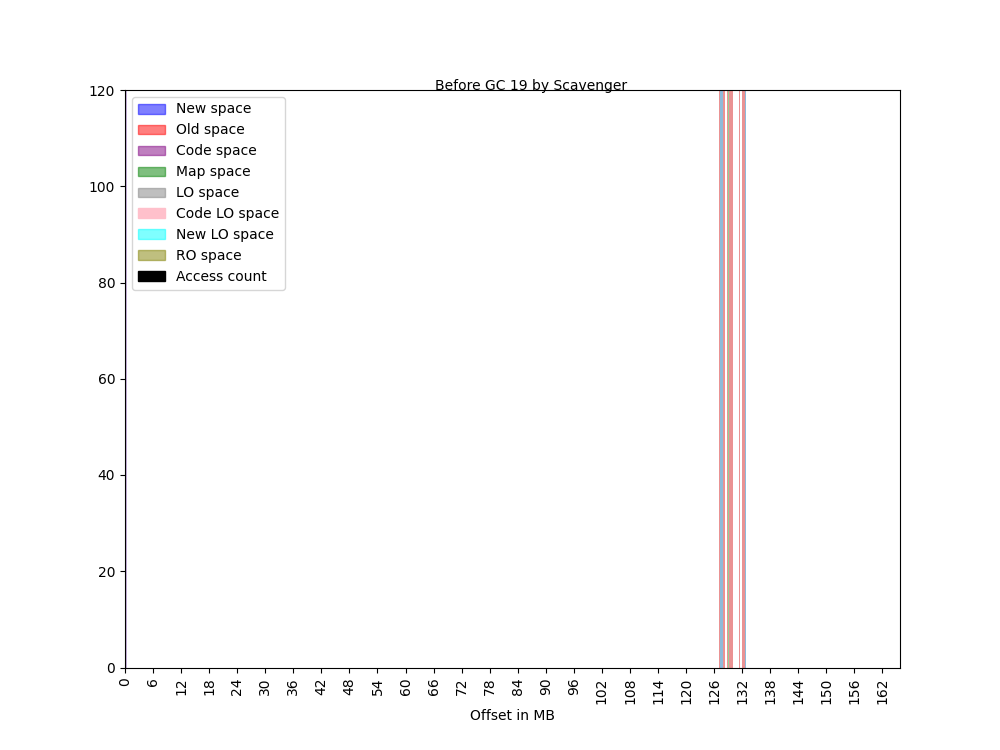 Before GC 19 by Scavenger
120
100
80
60
40
20
0
New space
Old space
Code space
Map space
LO space
Code LO space
New LO space
RO space
Access count
0 6 12 18 24 30 36 42 48 54 60 66 72 78 84 90 96 102 108 114 120 126 132 138 144 150 156 162
Offset in MB